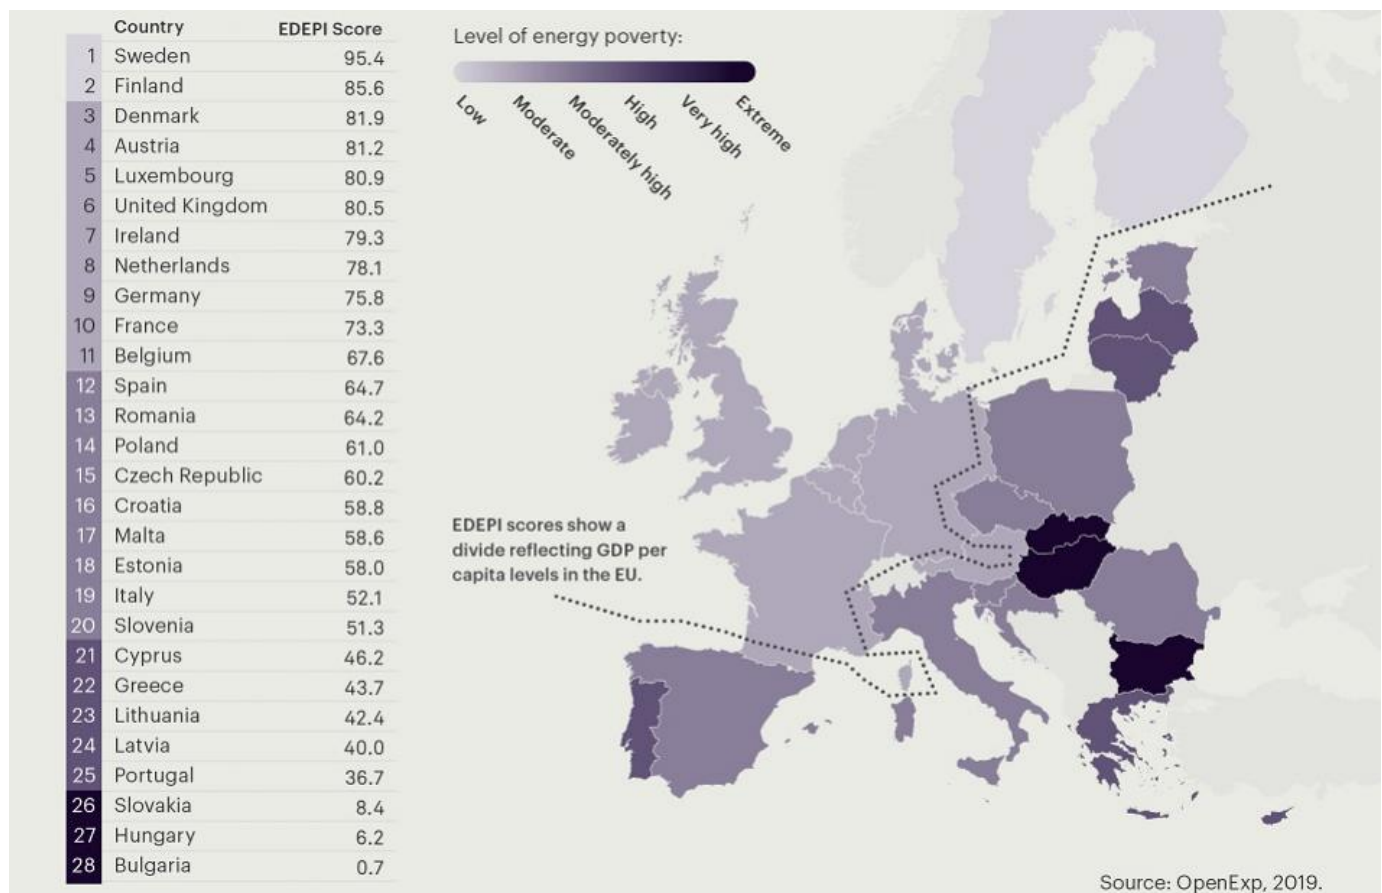 Country EDEPI Score
1 Sweden 95.4
2 Finland 85.6
3 Denmark 81.9
4 Austria 81.2
5 Luxembourg 80.9
6 United Kingdom 80.5
7 Ireland 79.3
8 Netherlands 78.1
9 Germany 75.8
10 France 73.3
11 Belgium 67.6
12 Spain 64.7
13 Romania 64.2
14 Poland 61.0
15 Czech Republic 60.2
16 Croatia 58.8
17 Malta 58.6
18 Estonia 58.0
19 Italy 52.1
20 Slovenia 51.3
21 Cyprus 46.2
22 Greece 43.7
23 Lithuania 42.4
24 Latvia 40.0
25 Portugal 36.7
26 Slovakia 8.4
27 Hungary 6.2
28 Bulgaria 0.7
Level of energy poverty:
Low
Moderate
Moderately high
High
Very high
Extreme
EDEPI scores show a
divide reflecting GDP per
capita levels in the EU.
Source: OpenExp, 2019.